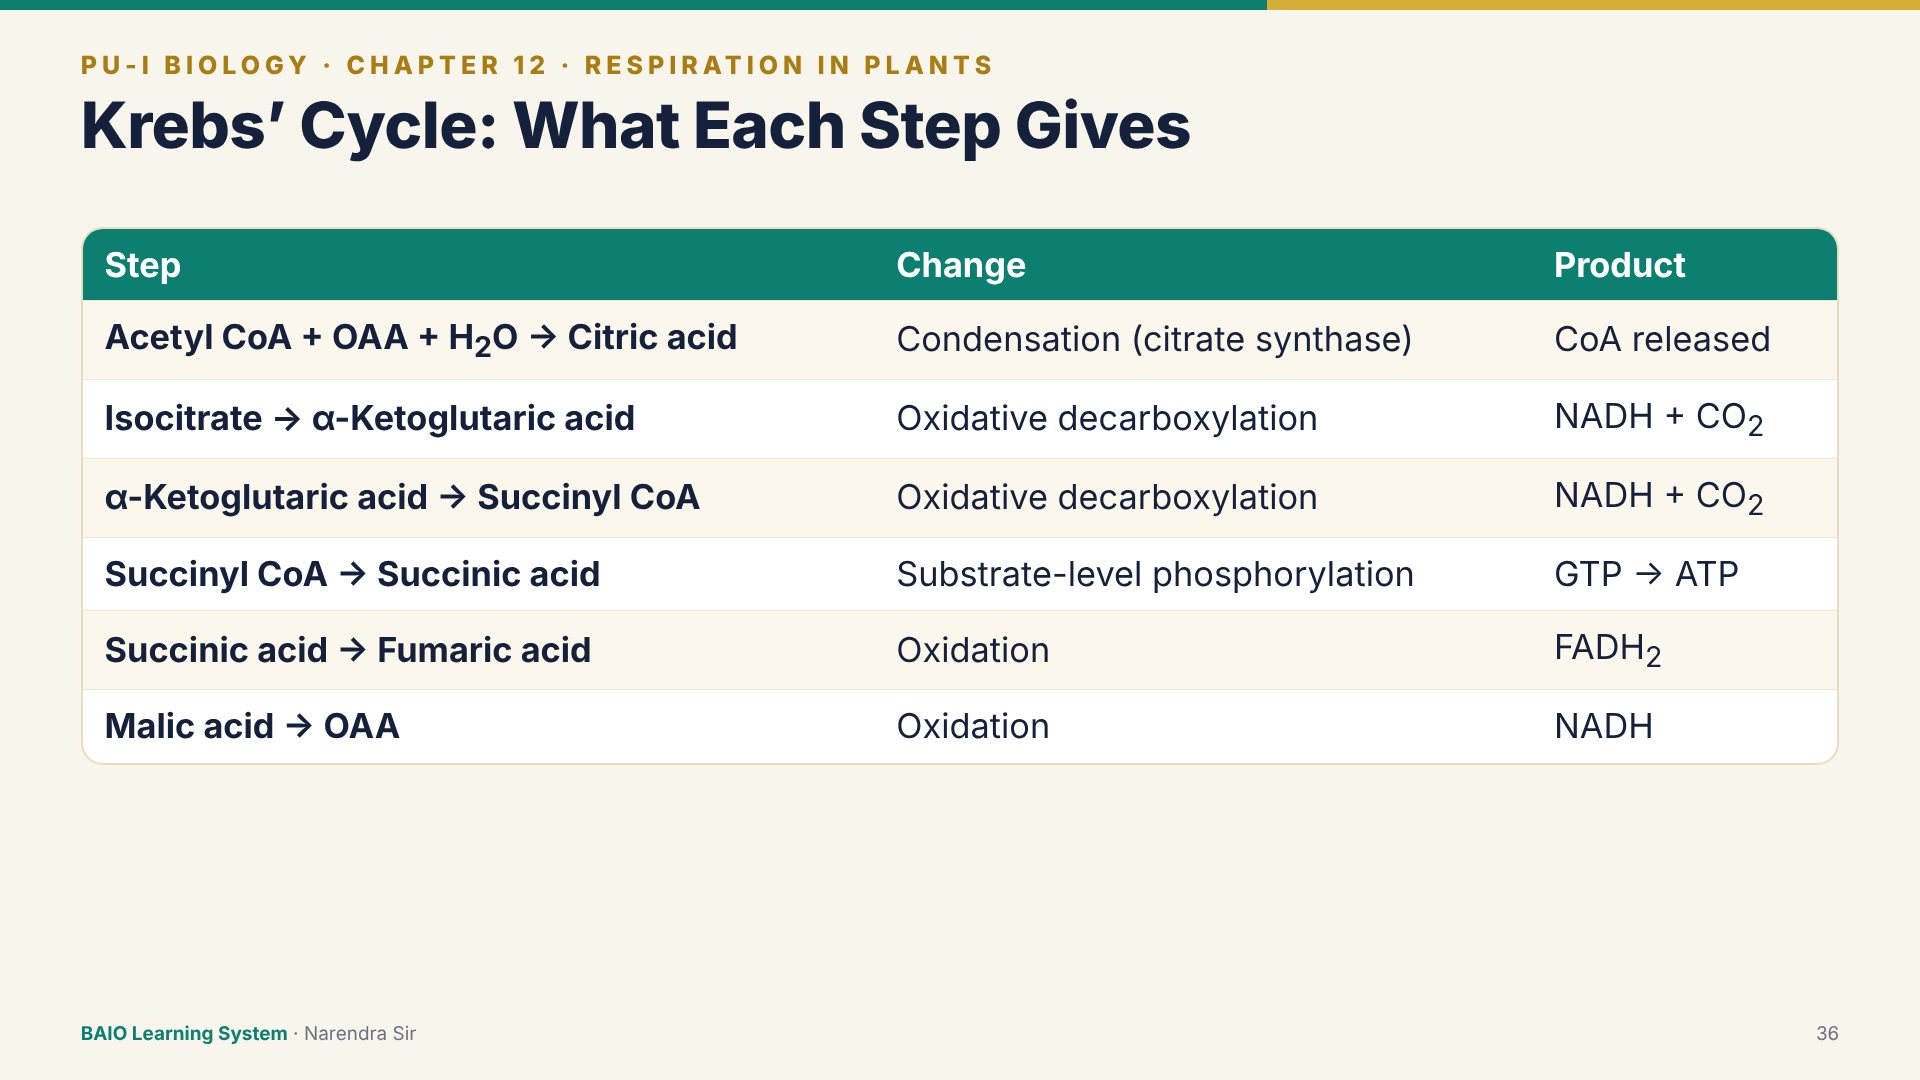 PU-I BIOLOGY · CHAPTER 12 · RESPIRATION IN PLANTS
Krebs’ Cycle: What Each Step Gives
Step Change Product
Acetyl CoA + OAA + H₂O → Citric acid Condensation (citrate synthase) CoA released
Isocitrate → α-Ketoglutaric acid Oxidative decarboxylation NADH + CO₂
α-Ketoglutaric acid → Succinyl CoA Oxidative decarboxylation NADH + CO₂
Succinyl CoA → Succinic acid Substrate-level phosphorylation GTP → ATP
Succinic acid → Fumaric acid Oxidation FADH₂
Malic acid → OAA Oxidation NADH
BAIO Learning System · Narendra Sir 36